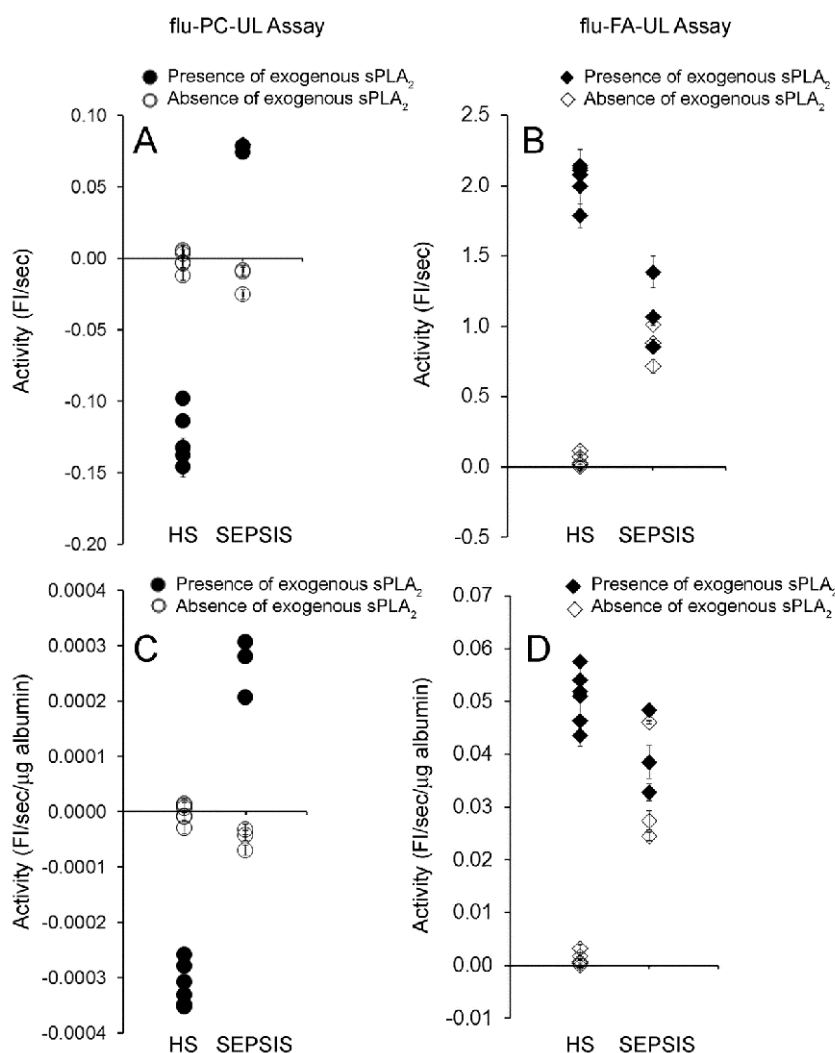 flu-PC-UL Assay
Presence of exogenous sPLA₂
Absence of exogenous sPLA₂
A
0.10
0.05
0.00
-0.05
-0.10
-0.15
-0.20
Activity (FI/sec)
HS SEPSIS
flu-FA-UL Assay
Presence of exogenous sPLA₂
Absence of exogenous sPLA₂
B
2.5
2.0
1.5
1.0
0.5
0.0
-0.5
Activity (FI/sec)
HS SEPSIS
Presence of exogenous sPLA₂
Absence of exogenous sPLA₂
C
0.0004
0.0003
0.0002
0.0001
0.0000
-0.0001
-0.0002
-0.0003
-0.0004
Activity (FI/sec/µg albumin)
HS SEPSIS
Presence of exogenous sPLA₂
Absence of exogenous sPLA₂
D
0.07
0.06
0.05
0.04
0.03
0.02
0.01
0.00
-0.01
Activity (FI/sec/µg albumin)
HS SEPSIS